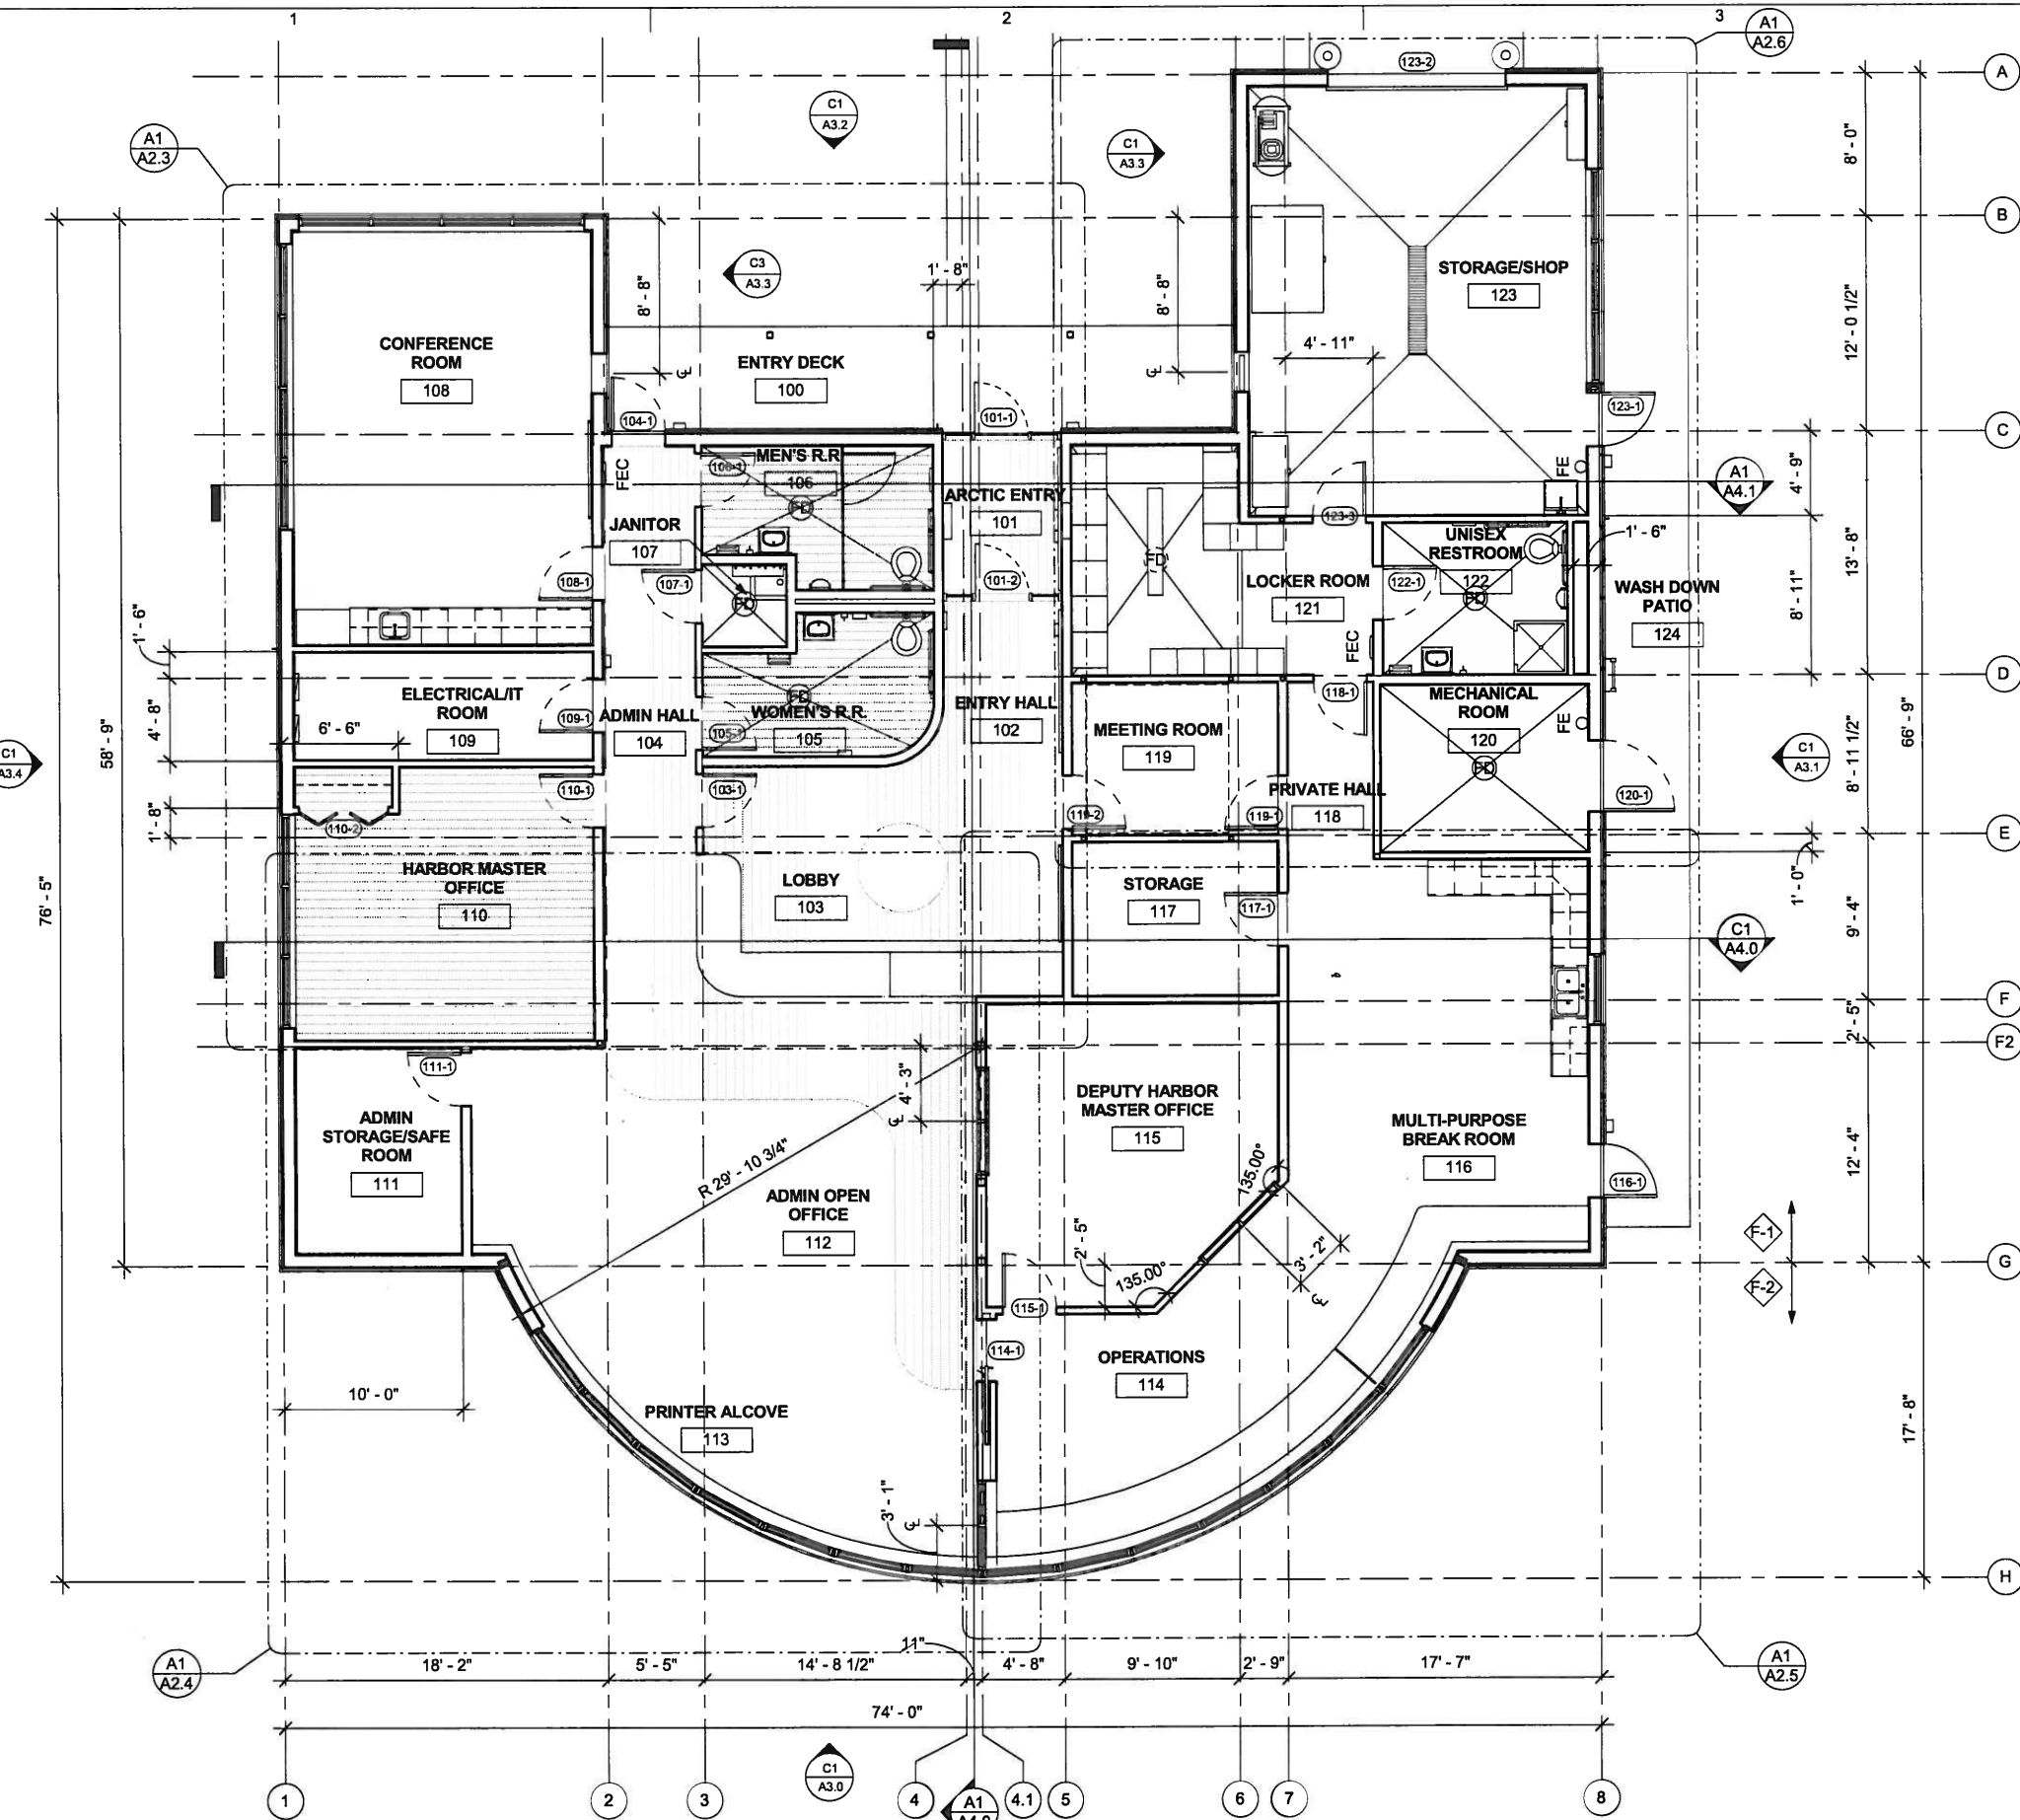 1
2
3
A1
A2.6
A
123-2
C1
A3.2
A1
A2.3
C1
A3.3
8' - 0"
B
C3
A3.3
1' - 8"
8' - 8"
8' - 8"
STORAGE/SHOP
123
12' - 0 1/2"
CONFERENCE
ROOM
108
ENTRY DECK
100
4' - 11"
℄
℄
104-1
101-1
123-1
C
MEN'S R.R
106-1
106
FEC
FD
ARCTIC ENTRY
101
FE
A1
A4.1
4' - 9"
JANITOR
107
123-3
UNISEX
RESTROOM
122
1' - 6"
13' - 8"
FD
108-1
107-1
101-2
LOCKER ROOM
121
122-1
FD
WASH DOWN
PATIO
124
8' - 11"
FD
1' - 6"
FEC
D
ELECTRICAL/IT
ROOM
109
109-1
ADMIN HALL
104
FD
WOMEN'S R.R.
105
105-1
ENTRY HALL
102
MEETING ROOM
119
118-1
MECHANICAL
ROOM
120
FE
FD
4' - 8"
6' - 6"
58' - 9"
66' - 9"
C1
A3.4
C1
A3.1
8' - 11 1/2"
110-1
103-1
PRIVATE HALL
118
120-1
110-2
119-2
119-1
1' - 8"
E
HARBOR MASTER
OFFICE
110
LOBBY
103
STORAGE
117
117-1
1' - 0"
76' - 5"
9' - 4"
C1
A4.0
F
2' - 5"
F2
111-1
4' - 3"
℄
ADMIN
STORAGE/SAFE
ROOM
111
R 29' - 10 3/4"
DEPUTY HARBOR
MASTER OFFICE
115
135.00°
MULTI-PURPOSE
BREAK ROOM
116
12' - 4"
116-1
ADMIN OPEN
OFFICE
112
2' - 5"
3' - 2"
℄
135.00°
F-1
G
F-2
115-1
114-1
OPERATIONS
114
10' - 0"
PRINTER ALCOVE
113
17' - 8"
3' - 1"
℄
H
A1
A2.4
18' - 2"
5' - 5"
14' - 8 1/2"
11"
4' - 8"
9' - 10"
2' - 9"
17' - 7"
A1
A2.5
74' - 0"
C1
A3.0
1
2
3
4
A1
4.1
5
6
7
8